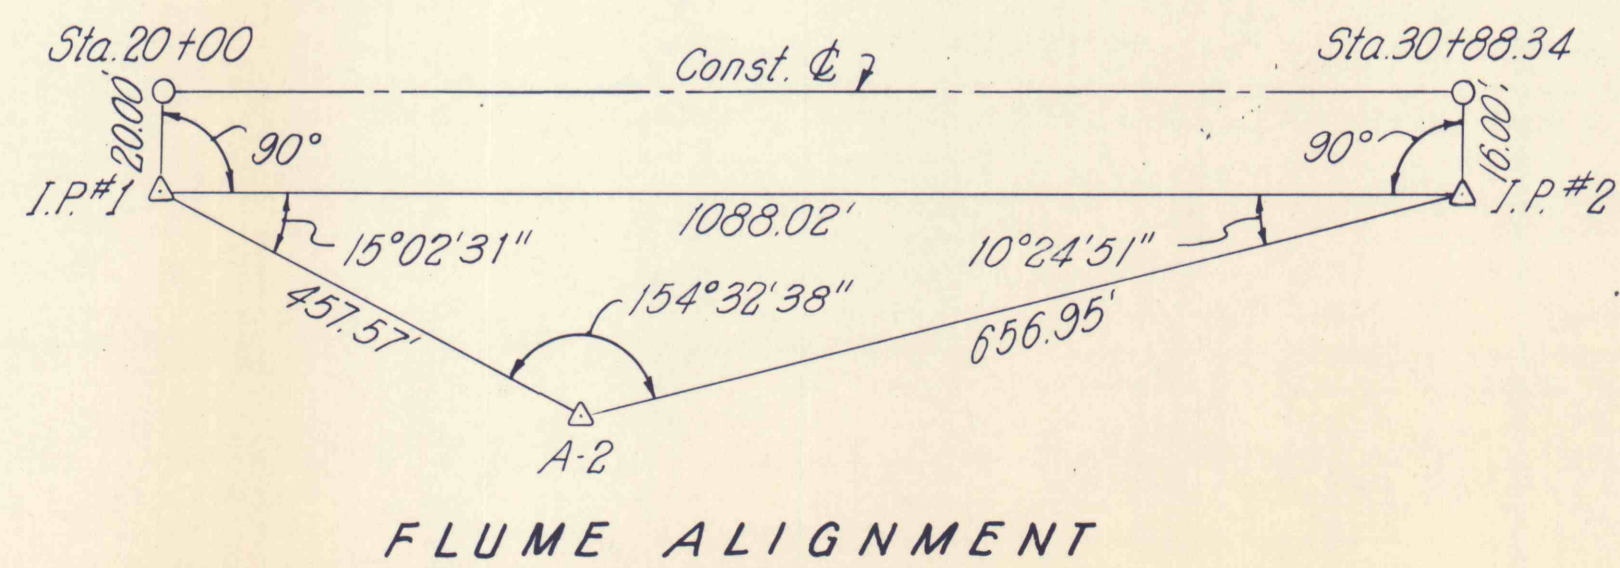 Sta. 20+00
Const. ℄
Sta. 30+88.34
20.00'
90°
90°
16.00'
I.P. #1
1088.02'
I.P. #2
15°02'31"
10°24'51"
457.57'
154°32'38"
656.95'
A-2
FLUME ALIGNMENT